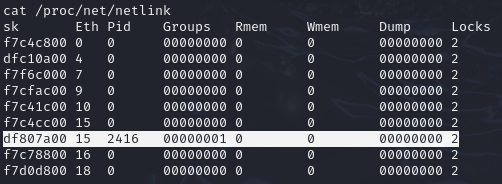 cat /proc/net/netlink
sk Eth Pid Groups Rmem Wmem Dump Locks
f7c4c800 0 0 00000000 0 0 00000000 2
dfc10a00 4 0 00000000 0 0 00000000 2
f7f6c000 7 0 00000000 0 0 00000000 2
f7cfac00 9 0 00000000 0 0 00000000 2
f7c41c00 10 0 00000000 0 0 00000000 2
f7c4cc00 15 0 00000000 0 0 00000000 2
df807a00 15 2416 00000001 0 0 00000000 2
f7c78800 16 0 00000000 0 0 00000000 2
f7d0d800 18 0 00000000 0 0 00000000 2